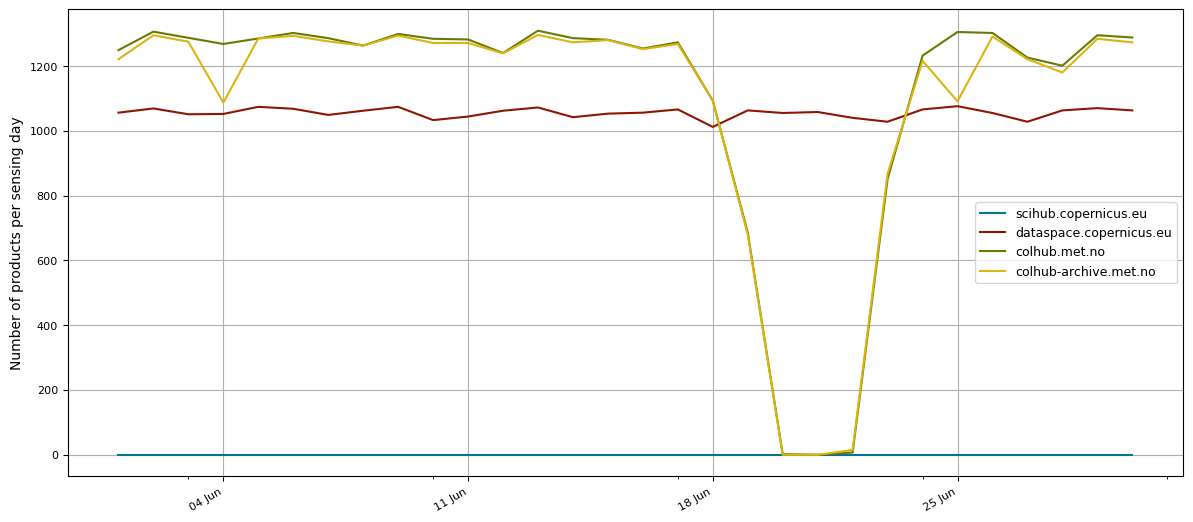 Number of products per sensing day
1200
1000
800
600
400
200
0
04 Jun
11 Jun
18 Jun
25 Jun
scihub.copernicus.eu
dataspace.copernicus.eu
colhub.met.no
colhub-archive.met.no